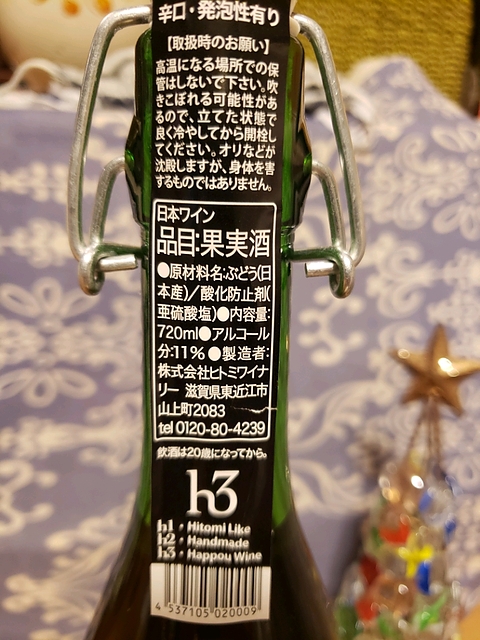 辛口・発泡性有り
【取扱時のお願い】
高温になる場所での保
管はしないで下さい。吹
きこぼれる可能性があ
るので、立てた状態で
良く冷やしてから開栓し
てください。オリなどが
沈殿しますが、身体を害
するものではありません。
日本ワイン
品目:果実酒
●原材料名:ぶどう(日
本産)／酸化防止剤(
亜硫酸塩)●内容量:
720ml●アルコール
分:11%●製造者:
株式会社ヒトミワイナ
リー 滋賀県東近江市
山上町2083
tel 0120-80-4239
飲酒は20歳になってから。
h3
h1・Hitomi Like
h2・Handmade
h3・Happou Wine
4 537105 020009